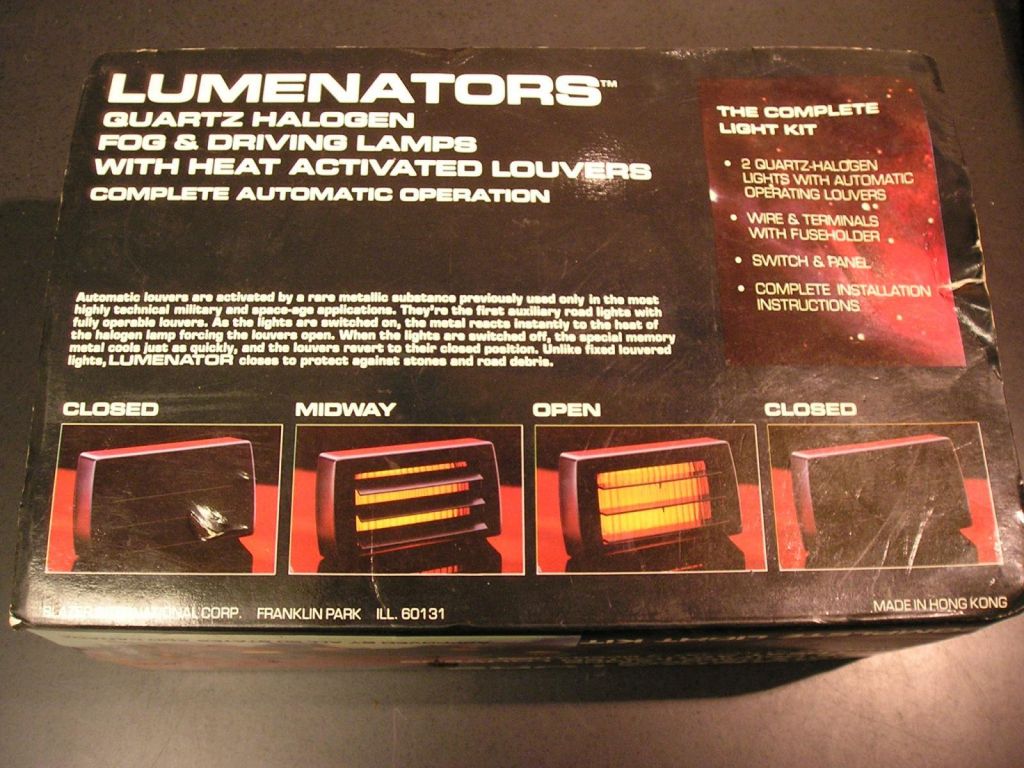 LUMENATORS™
QUARTZ HALOGEN
FOG & DRIVING LAMPS
WITH HEAT ACTIVATED LOUVERS
COMPLETE AUTOMATIC OPERATION
THE COMPLETE
LIGHT KIT
• 2 QUARTZ-HALOGEN
LIGHTS WITH AUTOMATIC
OPERATING LOUVERS
• WIRE & TERMINALS
WITH FUSEHOLDER
• SWITCH & PANEL
• COMPLETE INSTALLATION
INSTRUCTIONS
Automatic louvers are activated by a rare metallic substance previously used only in the most
highly technical military and space-age applications. They're the first auxiliary road lights with
fully operable louvers. As the lights are switched on, the metal reacts instantly to the heat of
the halogen lamp forcing the louvers open. When the lights are switched off, the special memory
metal cools just as quickly, and the louvers revert to their closed position. Unlike fixed louvered
lights, LUMENATOR closes to protect against stones and road debris.
CLOSED
MIDWAY
OPEN
CLOSED
BLAZER INTERNATIONAL CORP. FRANKLIN PARK ILL. 60131
MADE IN HONG KONG